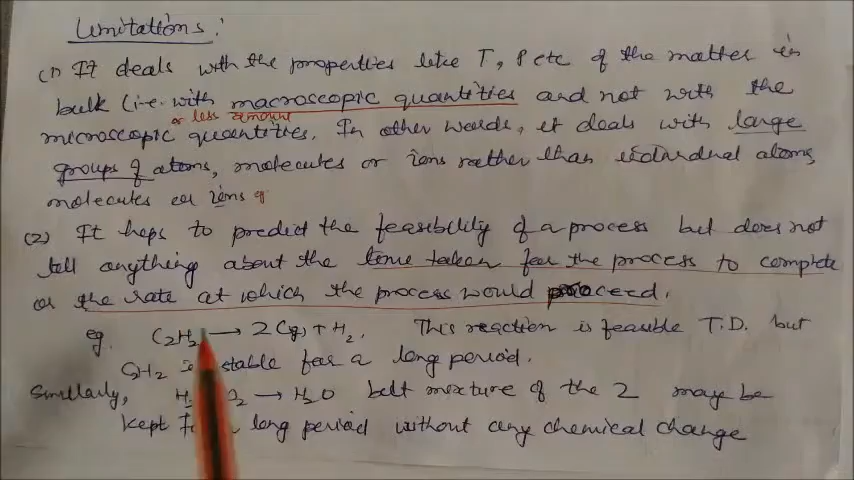 Limitations:
(1) It deals with the properties like T, P etc of the matter in
bulk (i.e. with macroscopic quantities and not with the
or less amount
microscopic quantities. In other words, it deals with large
groups of atoms, molecules or ions rather than individual atoms,
molecules or ions
(2) It heps to predict the feasibility of a process but does not
tell anything about the time taken for the process to complete
or the rate at which the process would proceed.
eg. C2H2 → 2C(g) + H2. This reaction is feasible T.D. but
C2H2 is stable for a long period.
Similarly, H2 O2 → H2O but mixture of the 2 may be
kept for long period without any chemical change